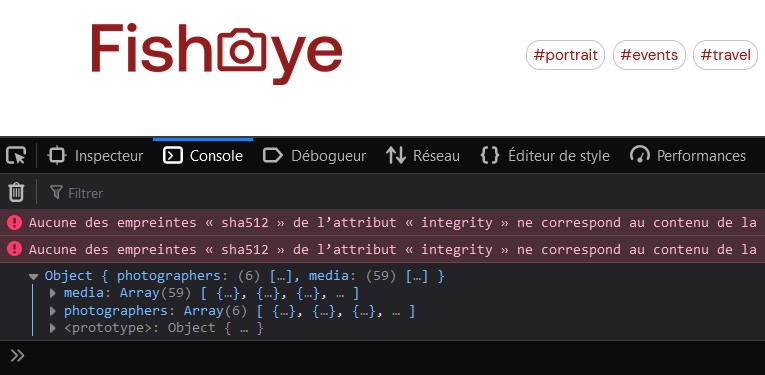 Fisheye
#portrait #events #travel
Inspecteur Console Débogueur Réseau Éditeur de style Performances
Filtrer
Aucune des empreintes « sha512 » de l’attribut « integrity » ne correspond au contenu de la
Aucune des empreintes « sha512 » de l’attribut « integrity » ne correspond au contenu de la
Object { photographers: (6) […], media: (59) […] }
media: Array(59) [ {…}, {…}, {…}, … ]
photographers: Array(6) [ {…}, {…}, {…}, … ]
<prototype>: Object { … }